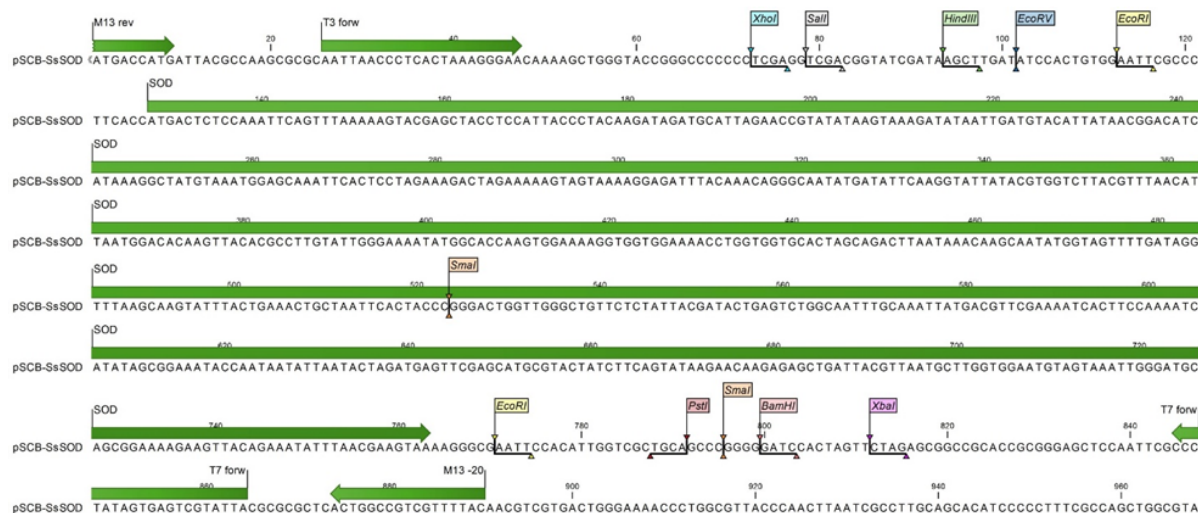 M13 rev T3 forw XhoI SalI HindIII EcoRV EcoRI
20 40 60 80 100 120
pSCB-SsSOD ATGACCATGATTACGCCAAGCGCGCAATTAACCCTCACTAAAGGGAACAAAAGCTGGGTACCGGGCCCCCCCTCGAGGTCGACGGTATCGATAAGCTTGATATCCACTGTGGAATTCGCCC
SOD
140 160 180 200 220 240
pSCB-SsSOD TTCACCATGACTCTCCAAATTCAGTTTAAAAAGTACGAGCTACCTCCATTACCCTACAAGATAGATGCATTAGAACCGTATATAAGTAAAGATATAATTGATGTACATTATAACGGACATC
SOD
260 280 300 320 340 360
pSCB-SsSOD ATAAAGGCTATGTAAATGGAGCAAATTCACTCCTAGAAAGACTAGAAAAAGTAGTAAAAGGAGATTTACAAACAGGGCAATATGATATTCAAGGTATTATACGTGGTCTTACGTTTAACAT
SOD
380 400 420 440 460 480
pSCB-SsSOD TAATGGACACAAGTTACACGCCTTGTATTGGGAAAATATGGCACCAAGTGGAAAAGGTGGTGGAAAACCTGGTGGTGCACTAGCAGACTTAATAAACAAGCAATATGGTAGTTTTGATAGG
SOD SmaI
500 520 540 560 580 600
pSCB-SsSOD TTTAAGCAAGTATTTACTGAAACTGCTAATTCACTACCCGGGACTGGTTGGGCTGTTCTCTATTACGATACTGAGTCTGGCAATTTGCAAATTATGACGTTCGAAAATCACTTCCAAAATC
SOD
620 640 660 680 700 720
pSCB-SsSOD ATATAGCGGAAATACCAATAATATTAATACTAGATGAGTTCGAGCATGCGTACTATCTTCAGTATAAGAACAAGAGAGCTGATTACGTTAATGCTTGGTGGAATGTAGTAAATTGGGATGC
SOD EcoRI PstI SmaI BamHI XbaI T7 forw
740 760 780 800 820 840
pSCB-SsSOD AGCGGAAAAGAAGTTACAGAAATATTTAACGAAGTAAAAGGGCGAATTCCACATTGGTCGCTGCAGCCCGGGGGATCCACTAGTTCTAGAGCGGCCGCACCGCGGGAGCTCCAATTCGCCC
T7 forw M13 -20
860 880 900 920 940 960
pSCB-SsSOD TATAGTGAGTCGTATTACGCGCGCTCACTGGCCGTCGTTTTACAACGTCGTGACTGGGAAAACCCTGGCGTTACCCAACTTAATCGCCTTGCAGCACATCCCCCTTTCGCCAGCTGGCGTA